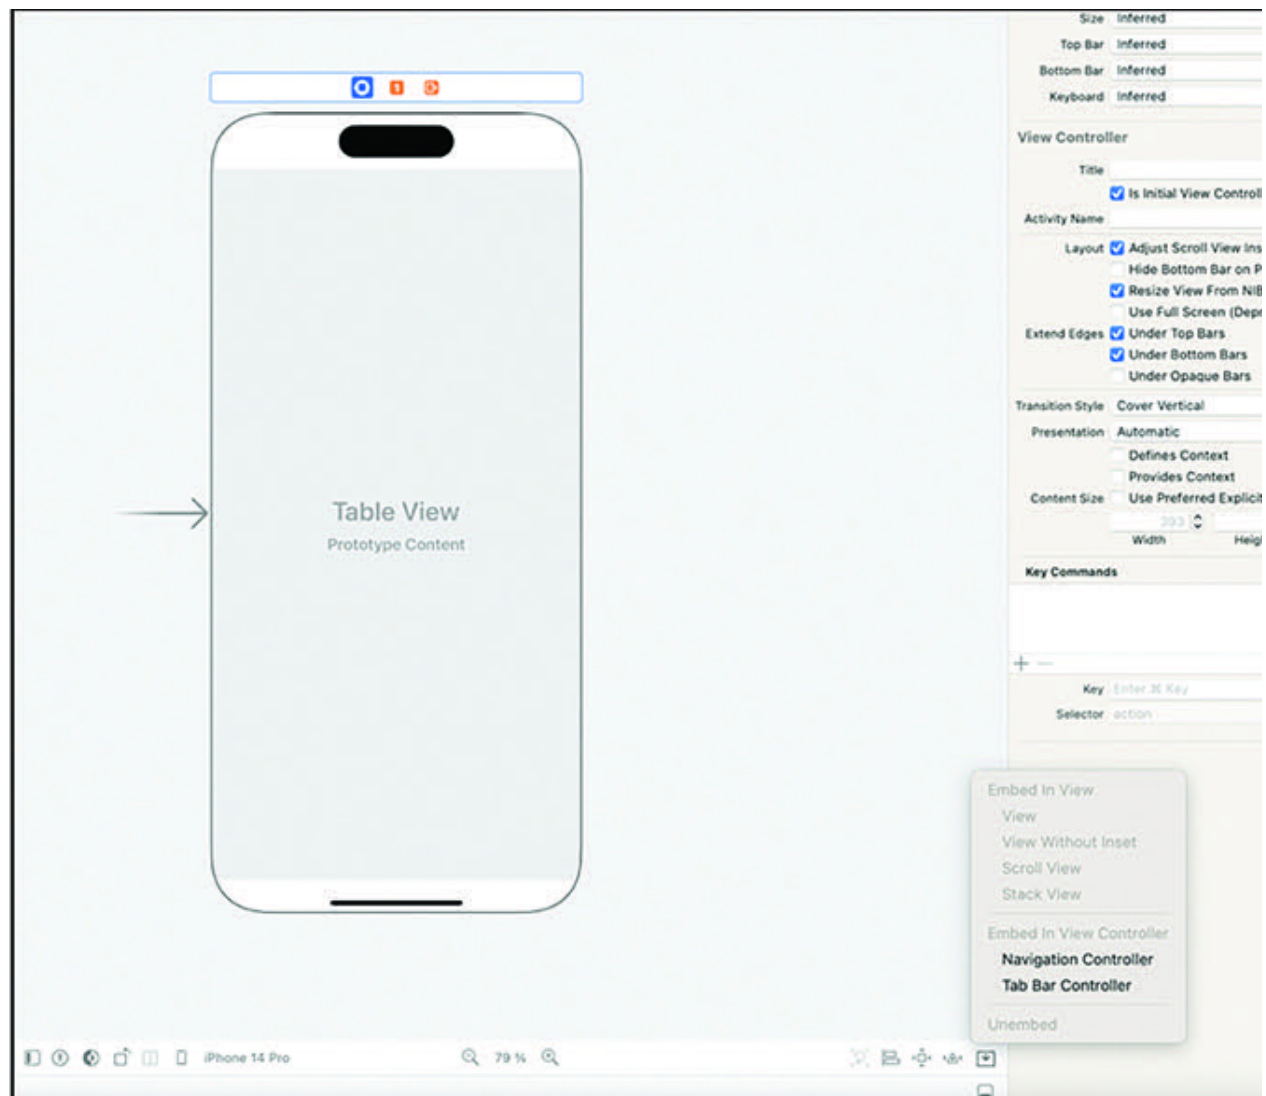 Size Inferred
Top Bar Inferred
Bottom Bar Inferred
Keyboard Inferred
View Controller
Title
Is Initial View Controll
Activity Name
Layout Adjust Scroll View Ins
Hide Bottom Bar on P
Resize View From NIB
Use Full Screen (Depr
Extend Edges Under Top Bars
Under Bottom Bars
Under Opaque Bars
Transition Style Cover Vertical
Presentation Automatic
Defines Context
Provides Context
Content Size Use Preferred Explicit
393
Width Heig
Key Commands
Key Enter ⌘ Key
Selector action
Table View
Prototype Content
Embed In View
View
View Without Inset
Scroll View
Stack View
Embed In View Controller
Navigation Controller
Tab Bar Controller
Unembed
iPhone 14 Pro 79 %